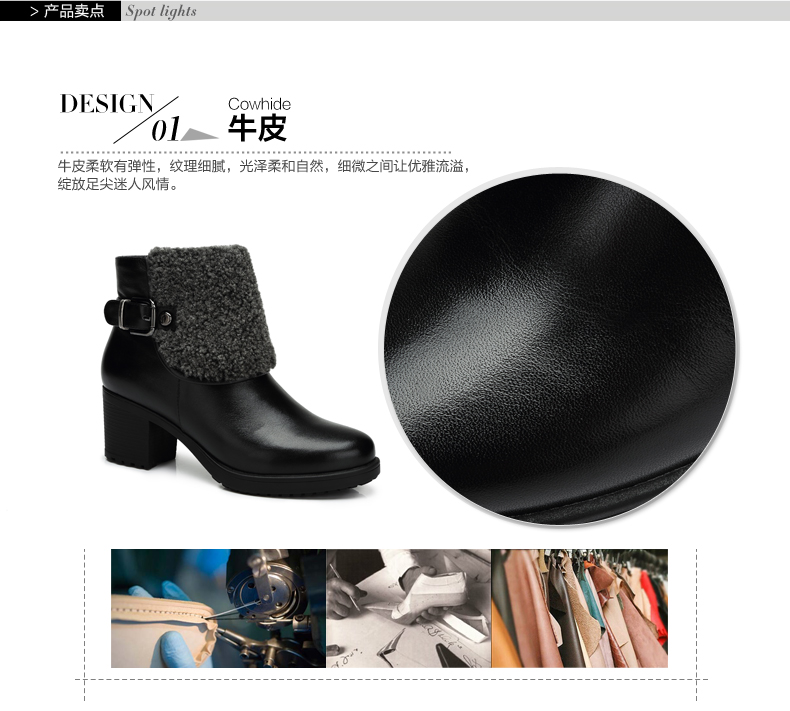 > 产品卖点 Spot lights
DESIGN
01
Cowhide
牛皮
牛皮柔软有弹性，纹理细腻，光泽柔和自然，细微之间让优雅流溢，
绽放足尖迷人风情。